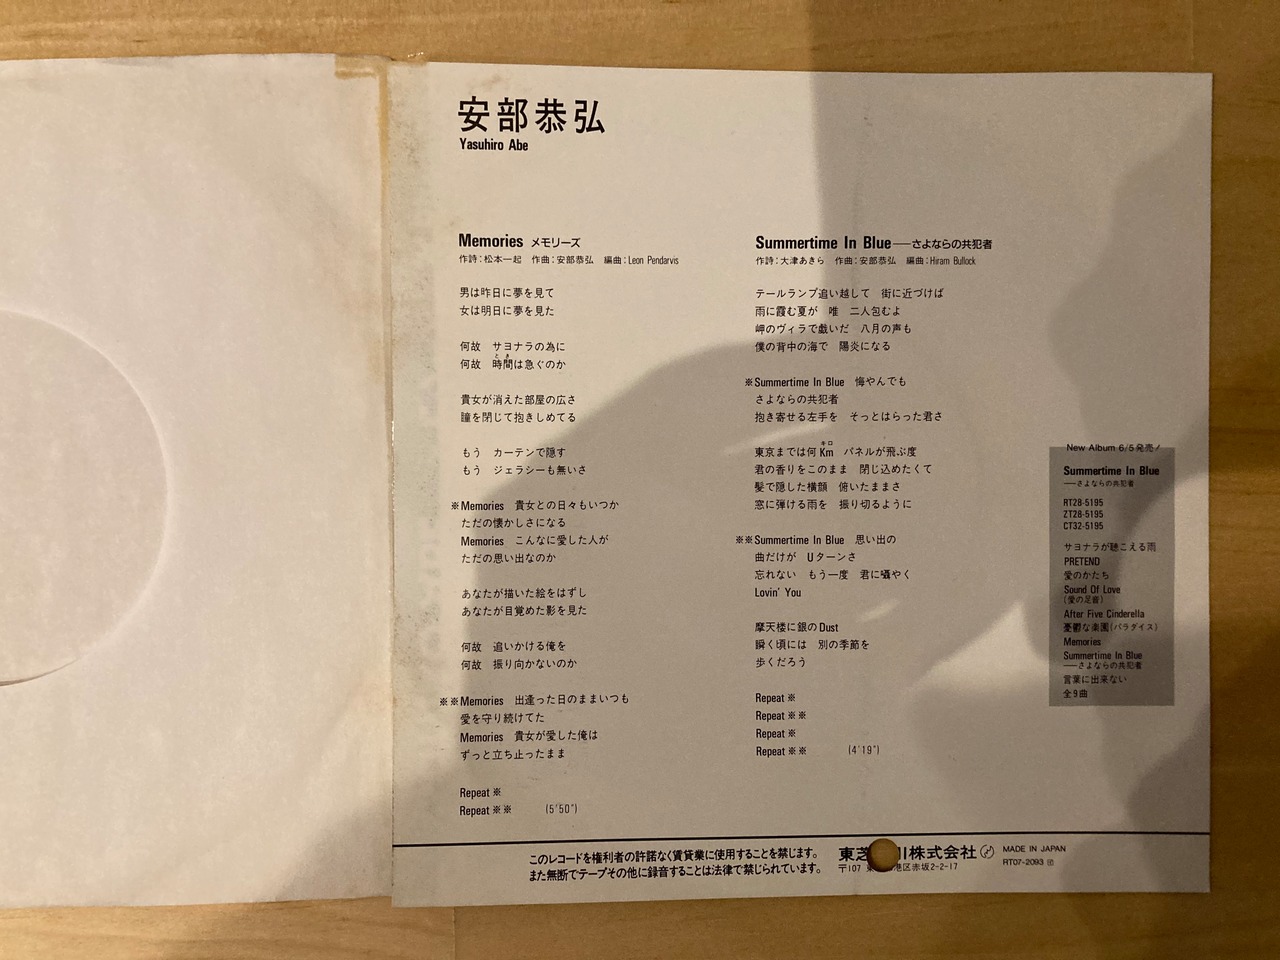 安部恭弘
Yasuhiro Abe
Memories メモリーズ
作詩：松本一起　作曲：安部恭弘　編曲：Leon Pendarvis
男は昨日に夢を見て
女は明日に夢を見た
何故　サヨナラの為に
とき
何故　時間は急ぐのか
貴女が消えた部屋の広さ
瞳を閉じて抱きしめてる
もう　カーテンで隠す
もう　ジェラシーも無いさ
※Memories　貴女との日々もいつか
ただの懐かしさになる
Memories　こんなに愛した人が
ただの思い出なのか
あなたが描いた絵をはずし
あなたが目覚めた影を見た
何故　追いかける俺を
何故　振り向かないのか
※※Memories　出逢った日のままいつも
愛を守り続けてた
Memories　貴女が愛した俺は
ずっと立ち止ったまま
Repeat ※
Repeat ※※　(5'50")
Summertime In Blue──さよならの共犯者
作詩：大津あきら　作曲：安部恭弘　編曲：Hiram Bullock
テールランプ追い越して　街に近づけば
雨に霞む夏が　唯　二人包むよ
岬のヴィラで戯いだ　八月の声も
僕の背中の海で　陽炎になる
※Summertime In Blue　悔やんでも
さよならの共犯者
抱き寄せる左手を　そっとはらった君さ
キロ
東京までは何Km　パネルが飛ぶ度
君の香りをこのまま　閉じ込めたくて
髪で隠した横顔　俯いたままさ
窓に弾ける雨を　振り切るように
※※Summertime In Blue　思い出の
曲だけが　Uターンさ
忘れない　もう一度　君に囁やく
Lovin' You
摩天楼に銀のDust
瞬く頃には　別の季節を
歩くだろう
Repeat ※
Repeat ※※
Repeat ※
Repeat ※※　(4'19")
New Album 6/5発売！
Summertime In Blue
──さよならの共犯者
RT28-5195
ZT28-5195
CT32-5195
サヨナラが聴こえる雨
PRETEND
愛のかたち
Sound Of Love
(愛の足音)
After Five Cinderella
憂鬱な楽園(パラダイス)
Memories
Summertime In Blue
──さよならの共犯者
言葉に出来ない
全9曲
このレコードを権利者の許諾なく賃貸業に使用することを禁じます。
また無断でテープその他に録音することは法律で禁じられています。
東芝 川株式会社
〒107 東 港区赤坂2-2-17
MADE IN JAPAN
RT07-2093